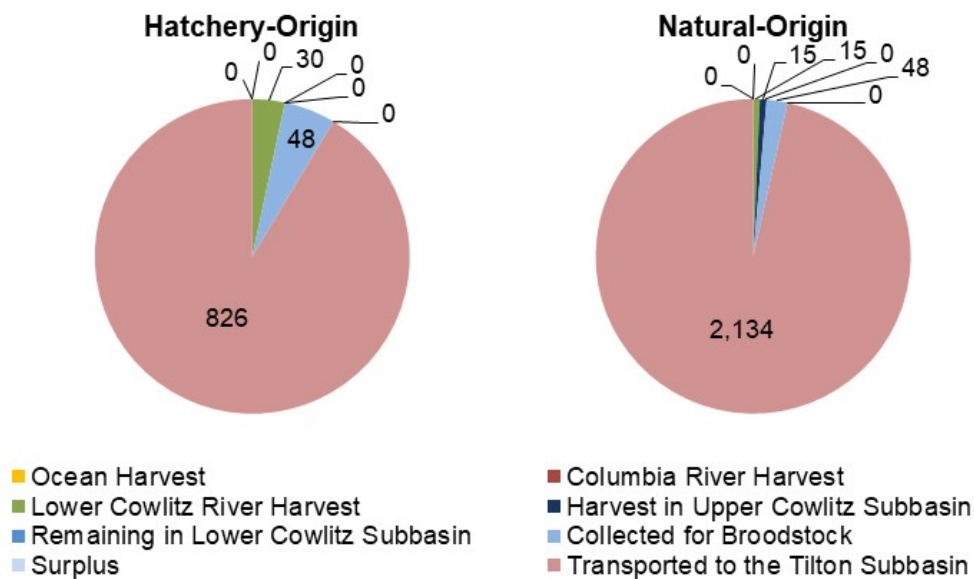 Hatchery-Origin
0
0
30
0
0
0
48
826
Natural-Origin
0
0
15
15
0
48
0
2,134
Ocean Harvest
Columbia River Harvest
Lower Cowlitz River Harvest
Harvest in Upper Cowlitz Subbasin
Remaining in Lower Cowlitz Subbasin
Collected for Broodstock
Surplus
Transported to the Tilton Subbasin